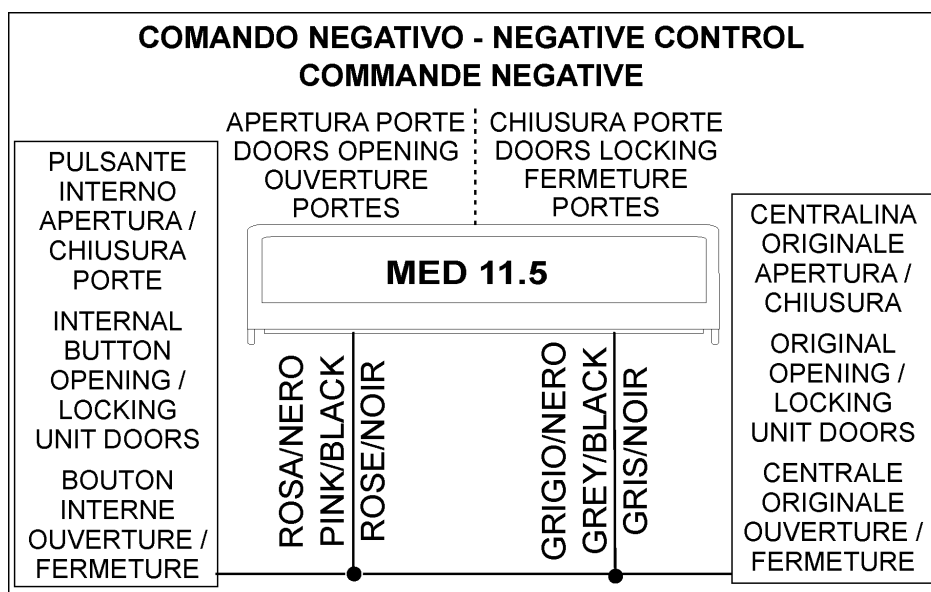 COMANDO NEGATIVO - NEGATIVE CONTROL
COMMANDE NEGATIVE
APERTURA PORTE
DOORS OPENING
OUVERTURE
PORTES
CHIUSURA PORTE
DOORS LOCKING
FERMETURE
PORTES
PULSANTE
INTERNO
APERTURA /
CHIUSURA
PORTE
INTERNAL
BUTTON
OPENING /
LOCKING
UNIT DOORS
BOUTON
INTERNE
OUVERTURE /
FERMETURE
MED 11.5
ROSA/NERO
PINK/BLACK
ROSE/NOIR
GRIGIO/NERO
GREY/BLACK
GRIS/NOIR
CENTRALINA
ORIGINALE
APERTURA /
CHIUSURA
ORIGINAL
OPENING /
LOCKING
UNIT DOORS
CENTRALE
ORIGINALE
OUVERTURE /
FERMETURE